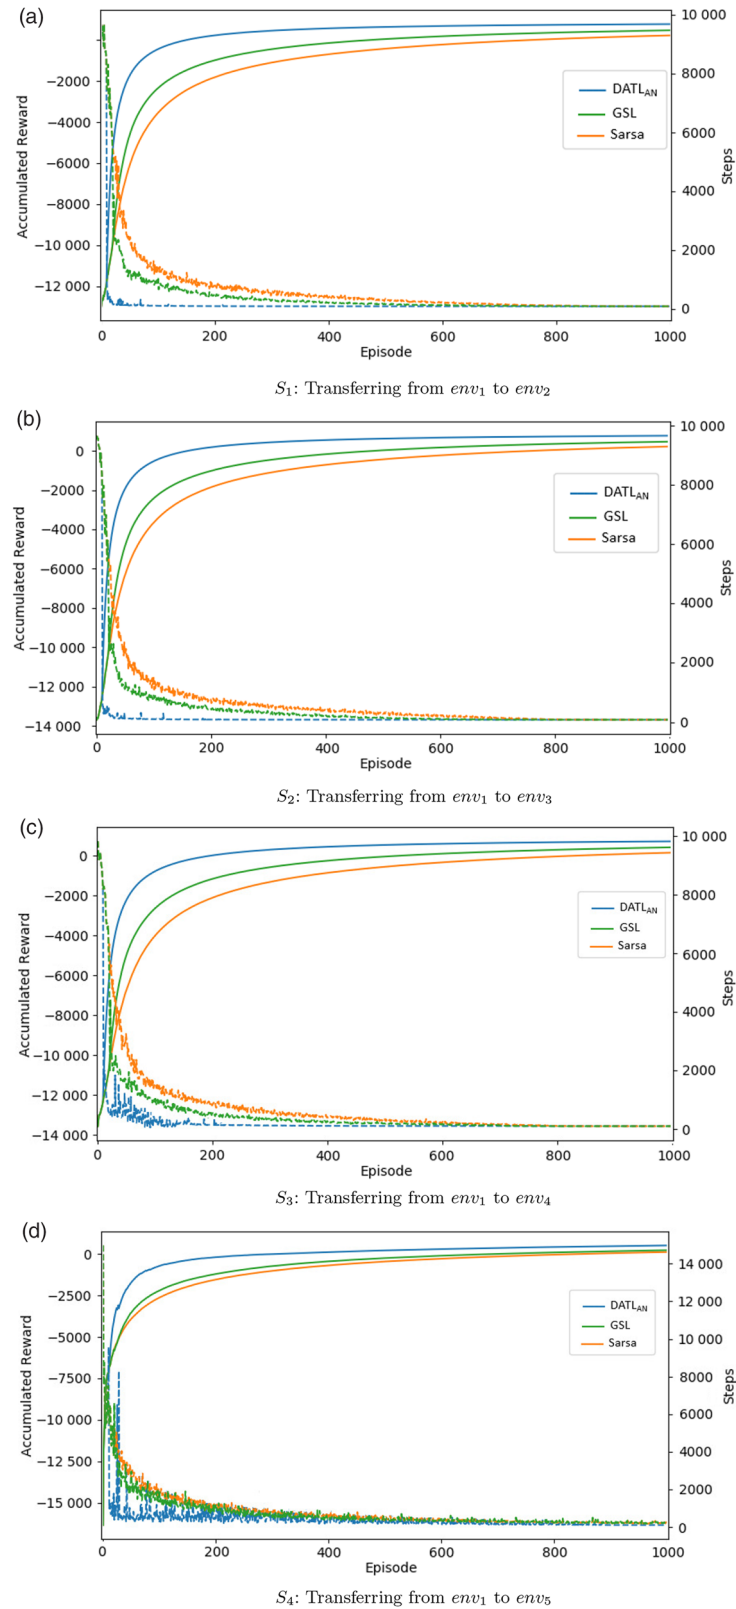 (a)
10 000
−2000
8000
−4000
DATL_AN
GSL
Sarsa
6000
−6000
Accumulated Reward
Steps
4000
−8000
−10 000
2000
−12 000
0
0 200 400 600 800 1000
Episode
S₁: Transferring from env₁ to env₂
(b)
10 000
0
−2000
8000
DATL_AN
GSL
Sarsa
−4000
6000
−6000
Accumulated Reward
Steps
4000
−8000
−10 000
2000
−12 000
0
−14 000
0 200 400 600 800 1000
Episode
S₂: Transferring from env₁ to env₃
(c)
10 000
0
8000
−2000
DATL_AN
GSL
Sarsa
−4000
6000
−6000
Accumulated Reward
Steps
4000
−8000
−10 000
2000
−12 000
0
−14 000
0 200 400 600 800 1000
Episode
S₃: Transferring from env₁ to env₄
(d)
0
14 000
−2500
12 000
DATL_AN
GSL
Sarsa
−5000
10 000
−7500
8000
Accumulated Reward
Steps
−10 000
6000
4000
−12 500
2000
−15 000
0
0 200 400 600 800 1000
Episode
S₄: Transferring from env₁ to env₅